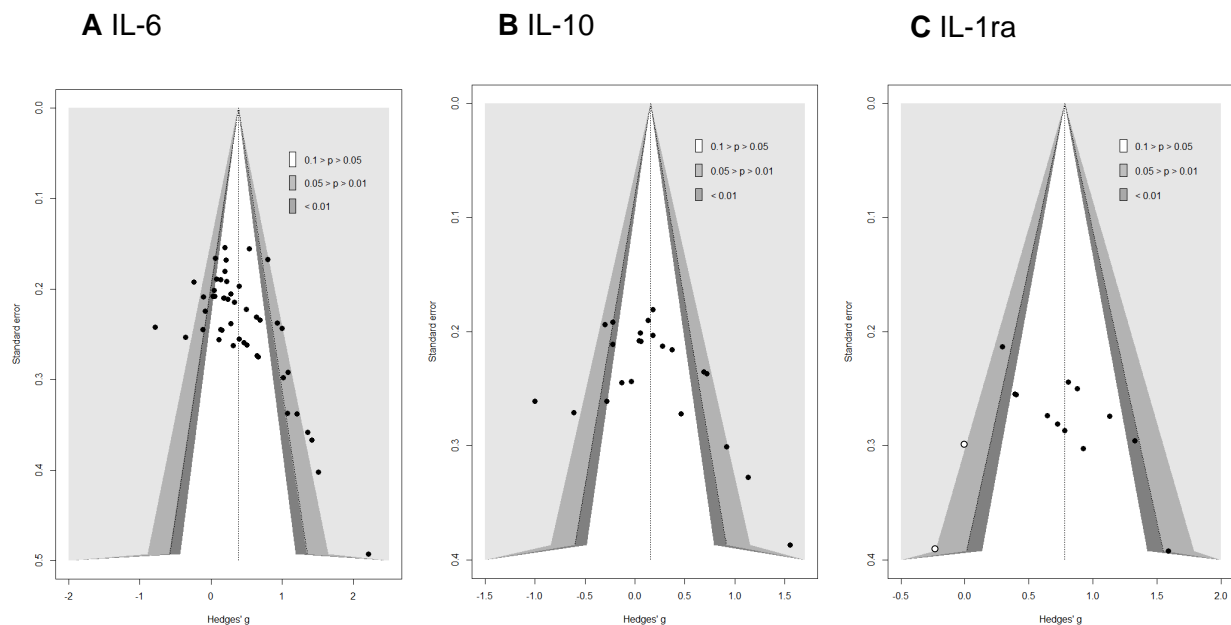 A IL-6
B IL-10
C IL-1ra
0.1 > p > 0.05
0.05 > p > 0.01
< 0.01
Standard error
0.0
0.1
0.2
0.3
0.4
0.5
-2
-1
0
1
2
Hedges' g
0.1 > p > 0.05
0.05 > p > 0.01
< 0.01
Standard error
0.0
0.1
0.2
0.3
0.4
-1.5
-1.0
-0.5
0.0
0.5
1.0
1.5
Hedges' g
0.1 > p > 0.05
0.05 > p > 0.01
< 0.01
Standard error
0.0
0.1
0.2
0.3
0.4
-0.5
0.0
0.5
1.0
1.5
2.0
Hedges' g